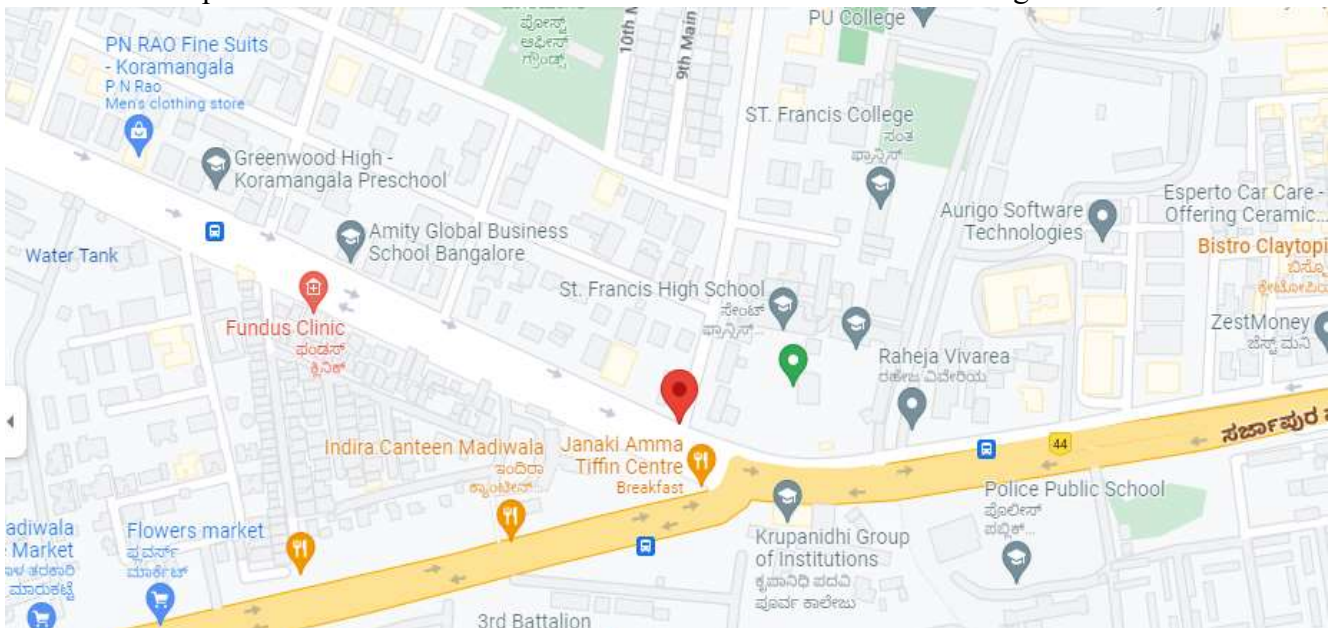 ಪೋಸ್ಟ್
ಆಫೀಸ್
ಗ್ರೌಂಡ್ಸ್
10th M
9th Main
PU College
PN RAO Fine Suits
- Koramangala
P N Rao
Men's clothing store
ST. Francis College
ಸಂತ
ಫ್ರಾನ್ಸಿಸ್...
Greenwood High -
Koramangala Preschool
Esperto Car Care -
Offering Ceramic...
Aurigo Software
Technologies
Amity Global Business
School Bangalore
Bistro Claytopi
Water Tank
St. Francis High School
ಸೇಂಟ್
ಫ್ರಾನ್ಸಿಸ್...
Fundus Clinic
ಫಂಡಸ್
ಕ್ಲಿನಿಕ್
ZestMoney
ಜೆಸ್ಟ್ ಮನಿ
Raheja Vivarea
ರಹೇಜ ವಿವೇರಿಯ
ಸರ್ಜಾಪುರ
44
Indira Canteen Madiwala
ಇಂದಿರಾ
ಕ್ಯಾಂಟೀನ್...
Janaki Amma
Tiffin Centre
Breakfast
Police Public School
ಪೊಲೀಸ್
ಪಬ್ಲಿಕ್...
adiwala
Market
ಮಾರುಕಟ್ಟೆ
Flowers market
ಫ್ಲವರ್ಸ್
ಮಾರ್ಕೆಟ್
Krupanidhi Group
of Institutions
ಕೃಪಾನಿಧಿ ಪದವಿ
ಪೂರ್ವ ಕಾಲೇಜು
3rd Battalion